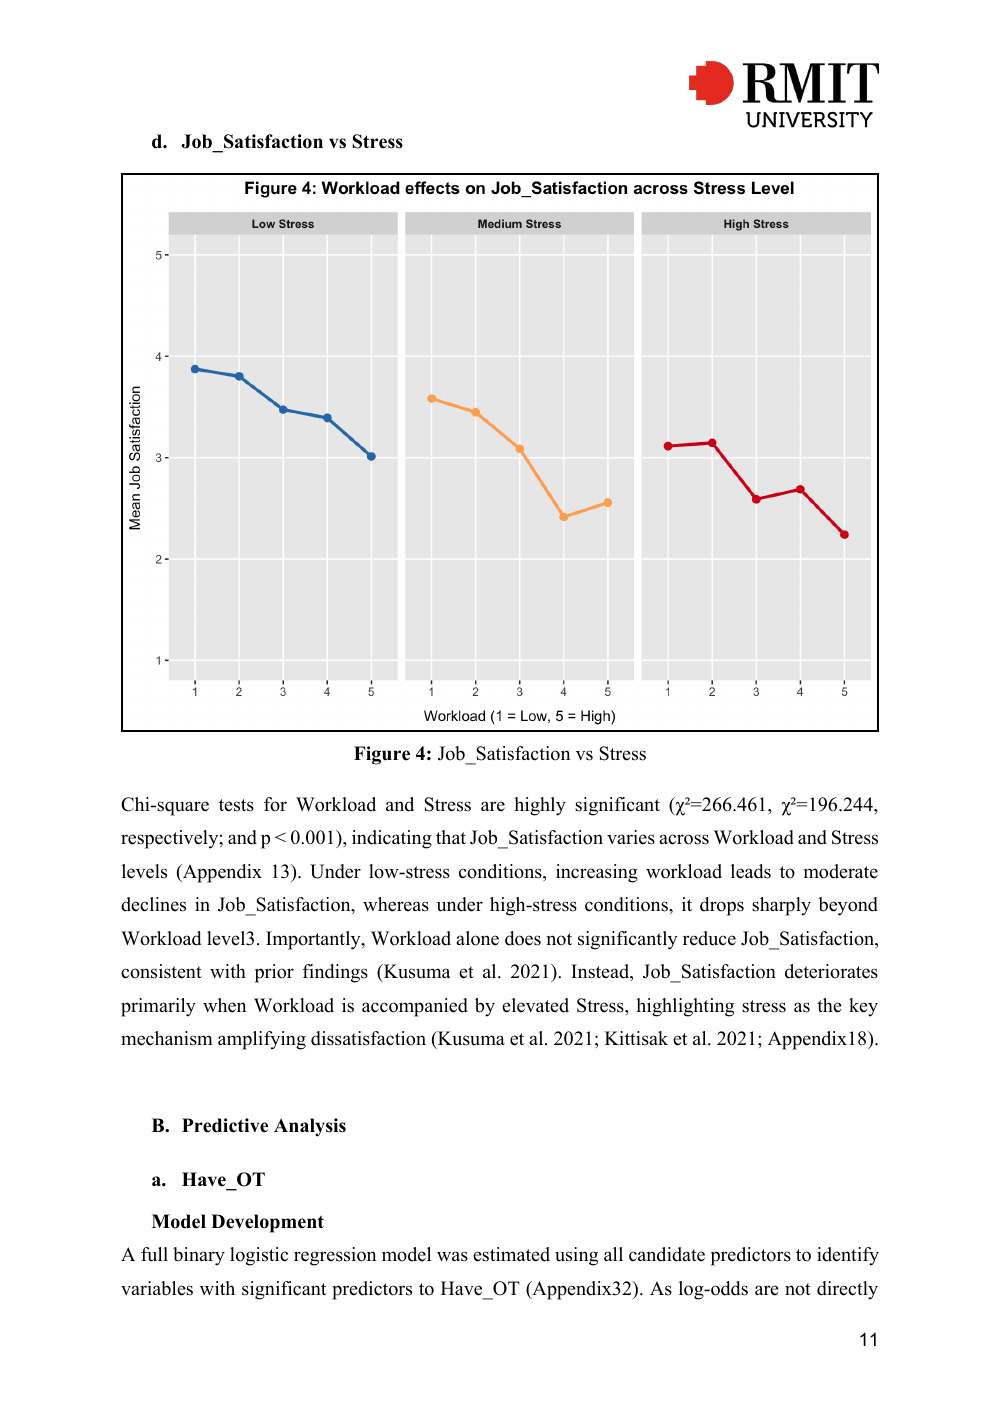 RMIT
UNIVERSITY
d. Job_Satisfaction vs Stress
Figure 4: Workload effects on Job_Satisfaction across Stress Level
Low Stress Medium Stress High Stress
5
4
3
2
1
Mean Job Satisfaction
1 2 3 4 5 1 2 3 4 5 1 2 3 4 5
Workload (1 = Low, 5 = High)
Figure 4: Job_Satisfaction vs Stress
Chi-square tests for Workload and Stress are highly significant (χ²=266.461, χ²=196.244,
respectively; and p < 0.001), indicating that Job_Satisfaction varies across Workload and Stress
levels (Appendix 13). Under low-stress conditions, increasing workload leads to moderate
declines in Job_Satisfaction, whereas under high-stress conditions, it drops sharply beyond
Workload level3. Importantly, Workload alone does not significantly reduce Job_Satisfaction,
consistent with prior findings (Kusuma et al. 2021). Instead, Job_Satisfaction deteriorates
primarily when Workload is accompanied by elevated Stress, highlighting stress as the key
mechanism amplifying dissatisfaction (Kusuma et al. 2021; Kittisak et al. 2021; Appendix18).
B. Predictive Analysis
a. Have_OT
Model Development
A full binary logistic regression model was estimated using all candidate predictors to identify
variables with significant predictors to Have_OT (Appendix32). As log-odds are not directly
11